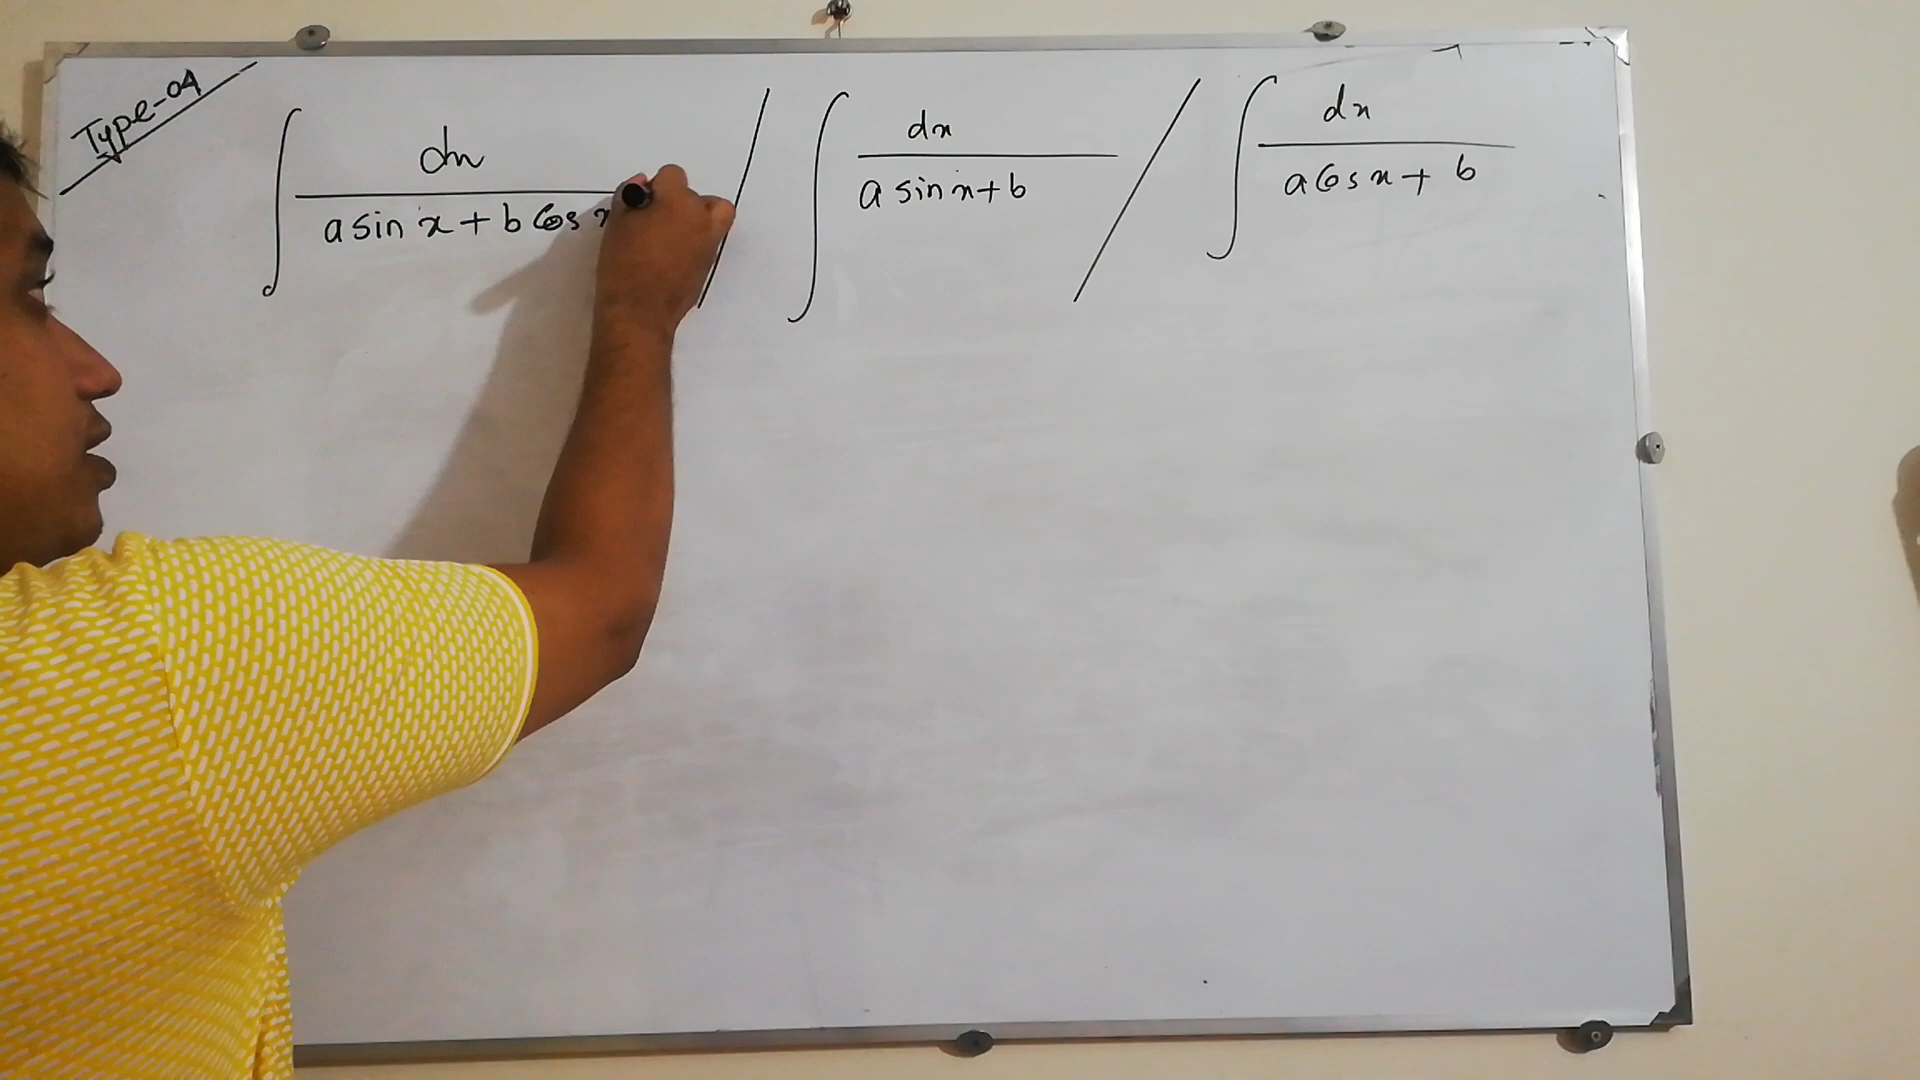 Type-04
∫ dx / (a sin x + b cos x) / ∫ dx / (a sin x + b) / ∫ dx / (a cos x + b)